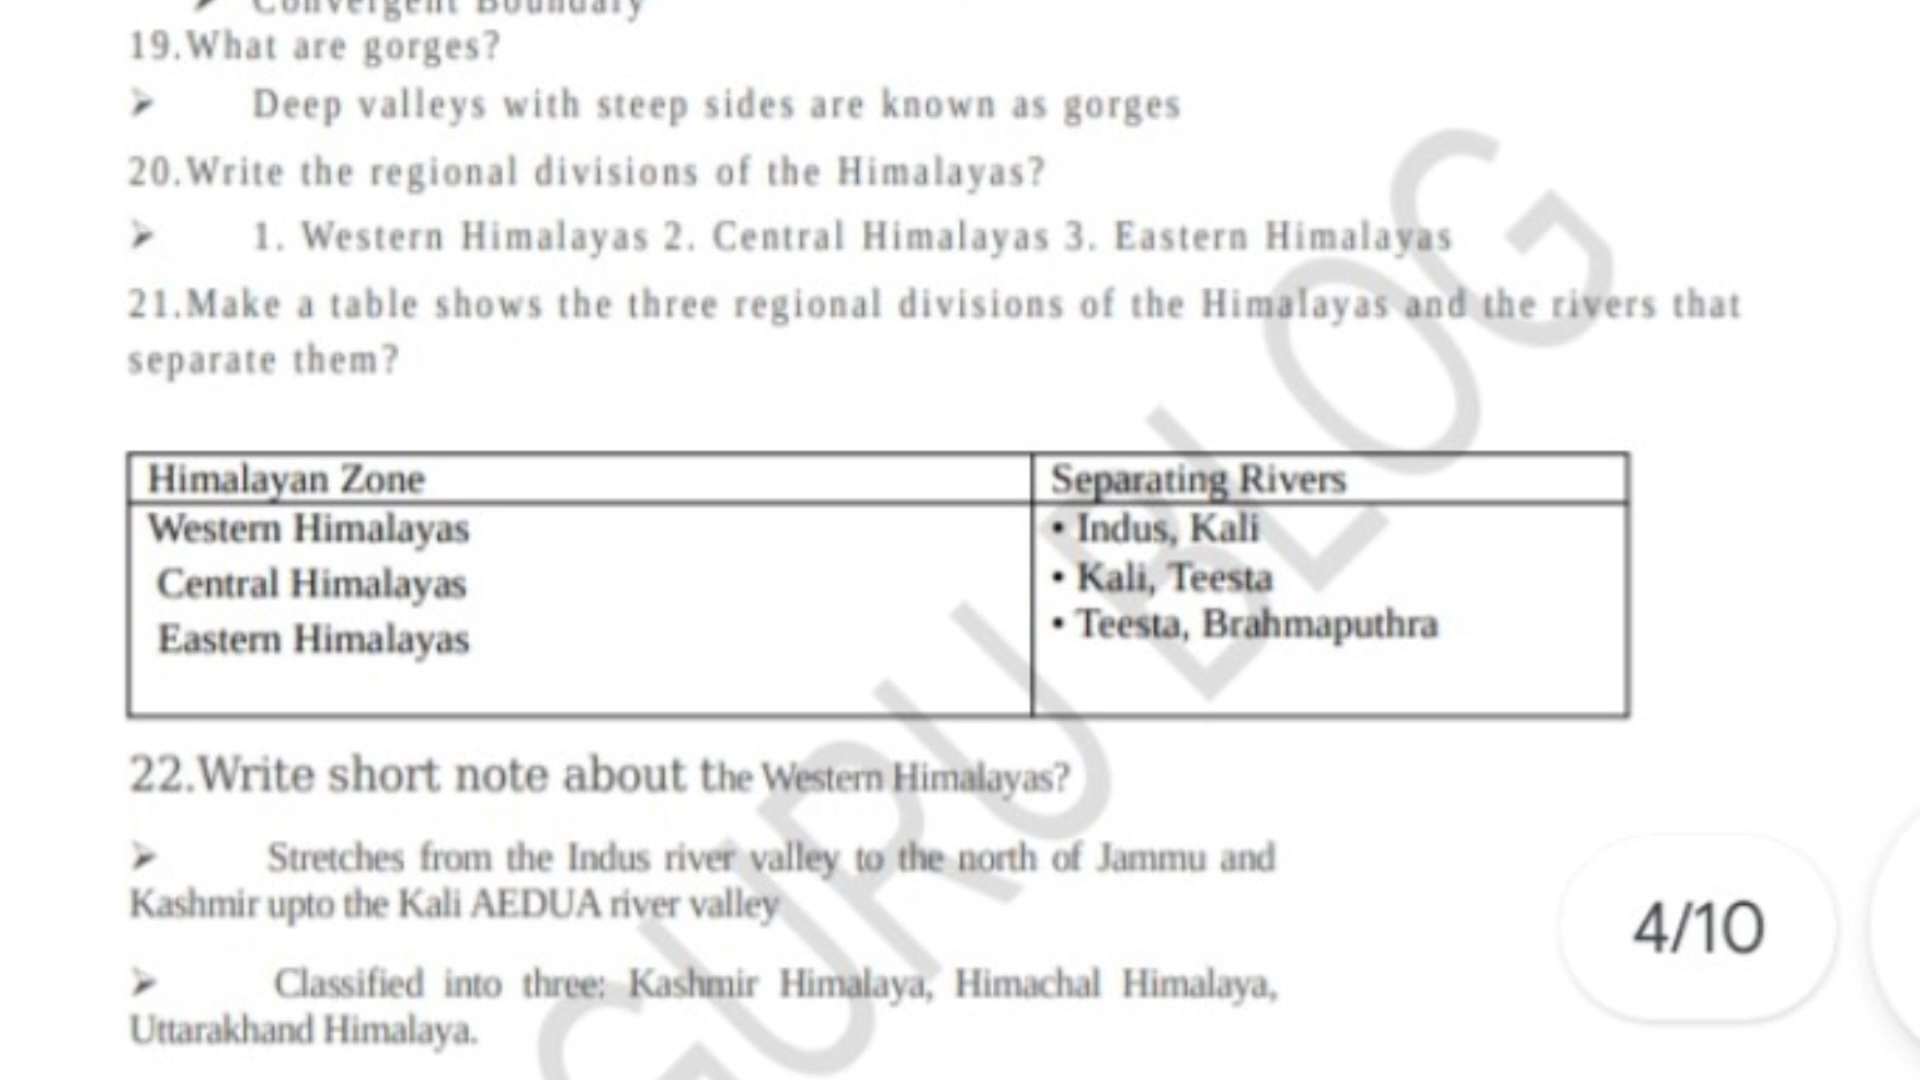 Convergent Boundary
19.What are gorges?
➢ Deep valleys with steep sides are known as gorges
20.Write the regional divisions of the Himalayas?
➢ 1. Western Himalayas 2. Central Himalayas 3. Eastern Himalayas
21.Make a table shows the three regional divisions of the Himalayas and the rivers that
separate them?
Himalayan Zone Separating Rivers
Western Himalayas • Indus, Kali
Central Himalayas • Kali, Teesta
Eastern Himalayas • Teesta, Brahmaputhra
22.Write short note about the Western Himalayas?
➢ Stretches from the Indus river valley to the north of Jammu and
Kashmir upto the Kali AEDUA river valley
➢ Classified into three: Kashmir Himalaya, Himachal Himalaya,
Uttarakhand Himalaya.
4/10
GURU BLOG